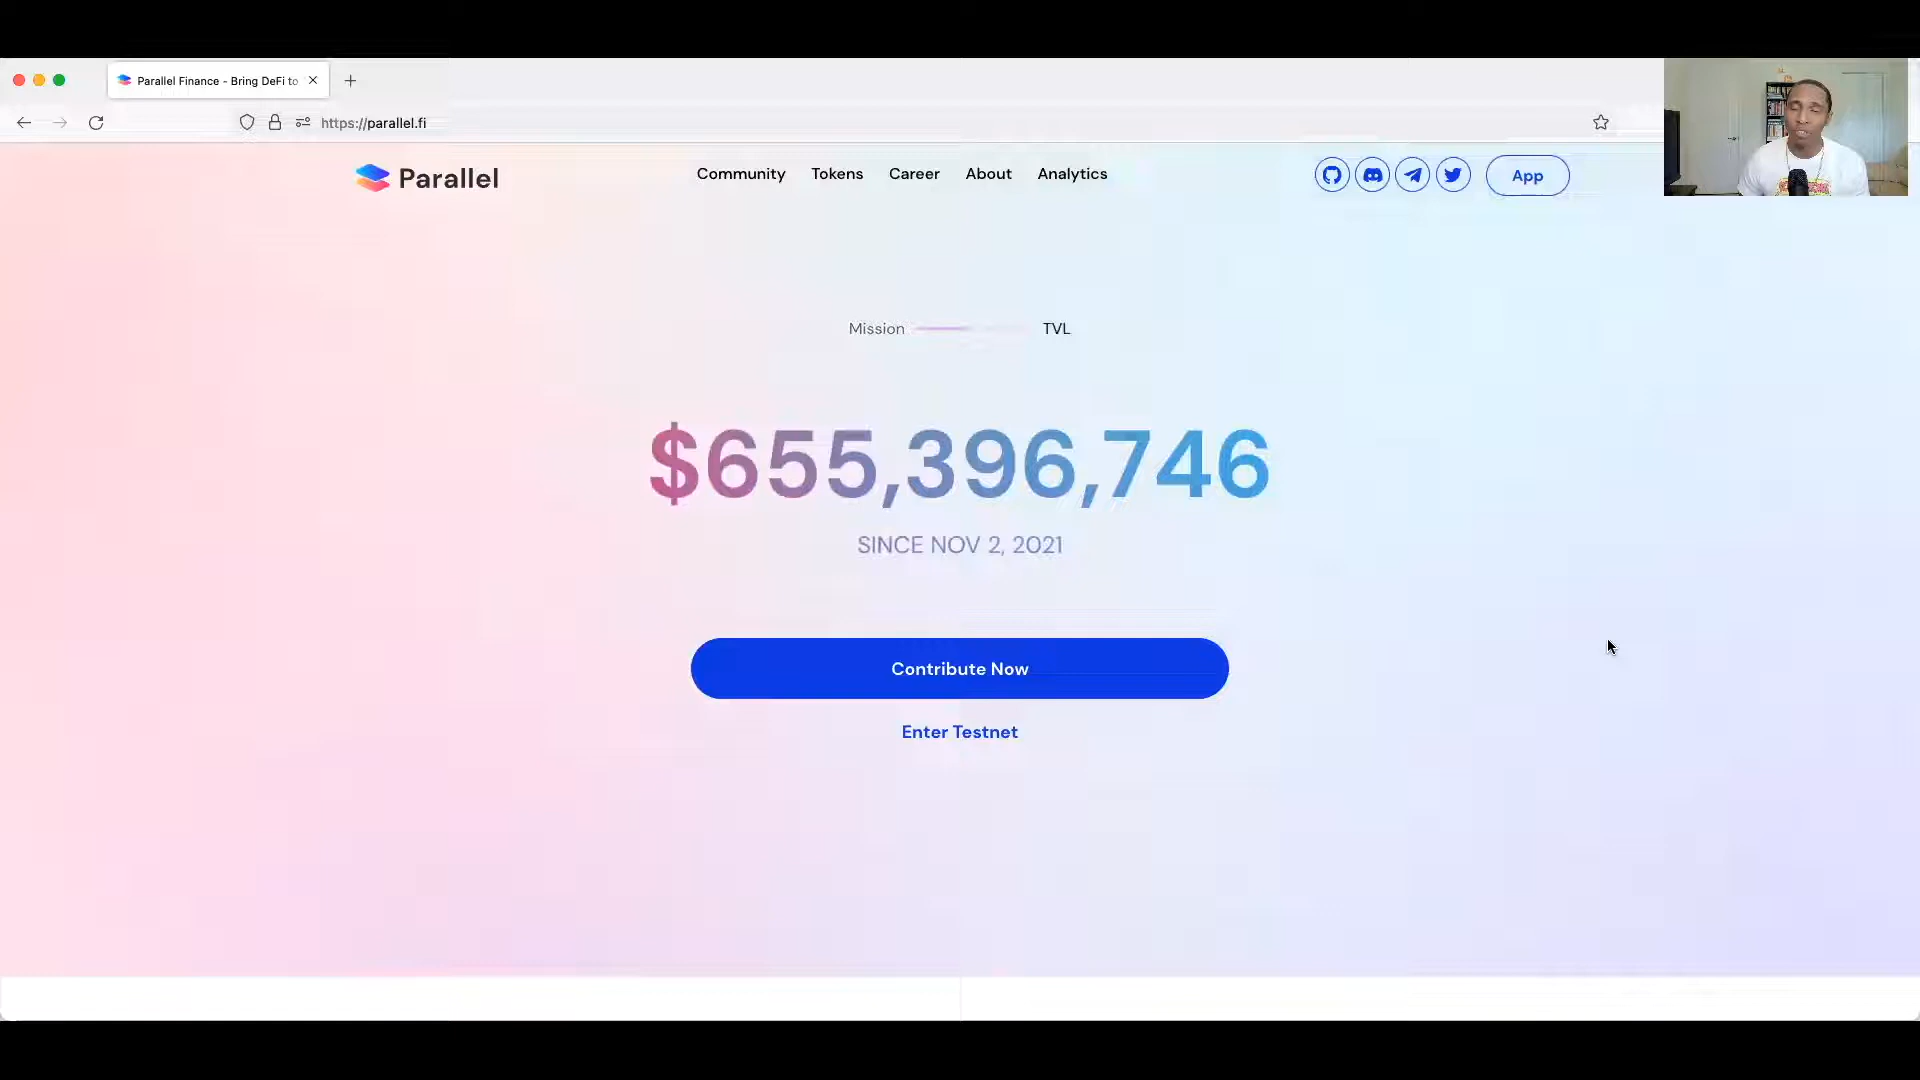 Parallel Finance - Bring DeFi to
https://parallel.fi
Parallel
Community
Tokens
Career
About
Analytics
App
Mission
TVL
$655,396,746
SINCE NOV 2, 2021
Contribute Now
Enter Testnet